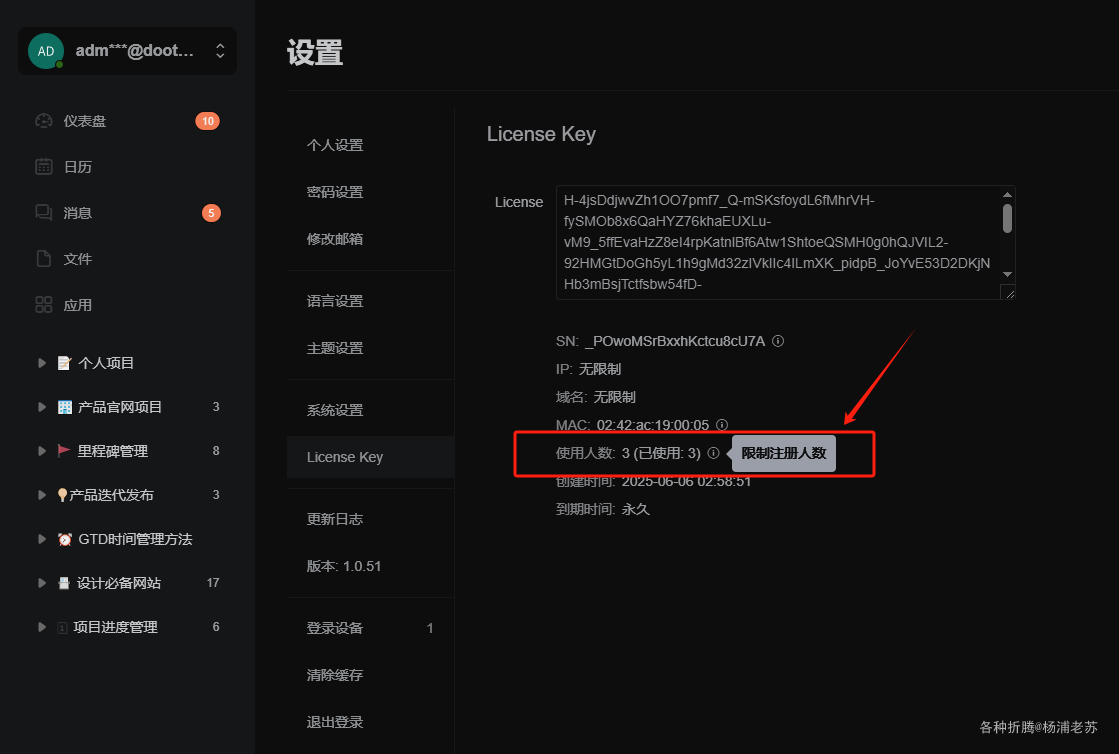 AD
adm***@doot...
仪表盘
10
日历
消息
5
文件
应用
个人项目
产品官网项目
3
里程碑管理
8
产品迭代发布
3
GTD时间管理方法
设计必备网站
17
项目进度管理
6
设置
个人设置
密码设置
修改邮箱
语言设置
主题设置
系统设置
License Key
更新日志
版本: 1.0.51
登录设备
1
清除缓存
退出登录
License Key
License
H-4jsDdjwvZh1OO7pmf7_Q-mSKsfoydL6fMhrVH-
fySMOb8x6QaHYZ76khaEUXLu-
vM9_5ffEvaHzZ8eI4rpKatnIBf6Atw1ShtoeQSMH0g0hQJVIL2-
92HMGtDoGh5yL1h9gMd32zIVkIIc4ILmXK_pidpB_JoYvE53D2DKjN
Hb3mBsjTctfsbw54fD-
SN: _POwoMSrBxxhKctcu8cU7A
IP: 无限制
域名: 无限制
MAC: 02:42:ac:19:00:05
使用人数: 3 (已使用: 3)
限制注册人数
创建时间: 2025-06-06 02:58:51
到期时间: 永久
各种折腾@杨浦老苏